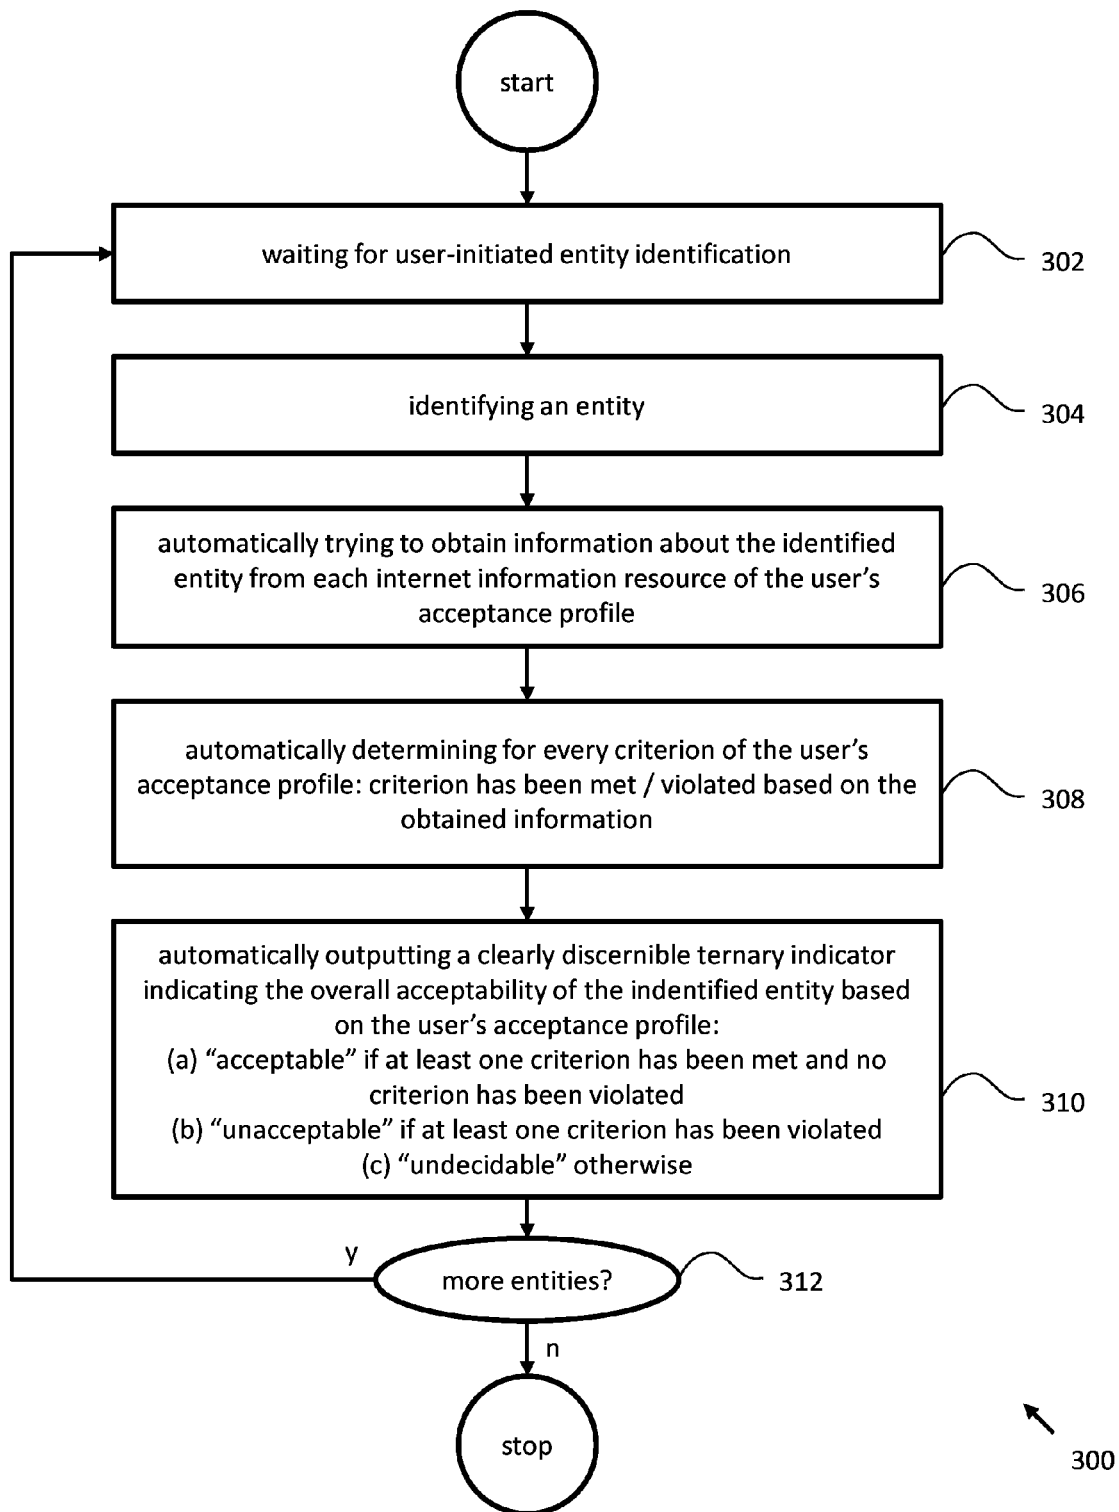 start
waiting for user-initiated entity identification
302
identifying an entity
304
automatically trying to obtain information about the identified
entity from each internet information resource of the user’s
acceptance profile
306
automatically determining for every criterion of the user’s
acceptance profile: criterion has been met / violated based on the
obtained information
308
automatically outputting a clearly discernible ternary indicator
indicating the overall acceptability of the indentified entity based
on the user’s acceptance profile:
(a) “acceptable” if at least one criterion has been met and no
criterion has been violated
(b) “unacceptable” if at least one criterion has been violated
(c) “undecidable” otherwise
310
y
more entities?
312
n
stop
300